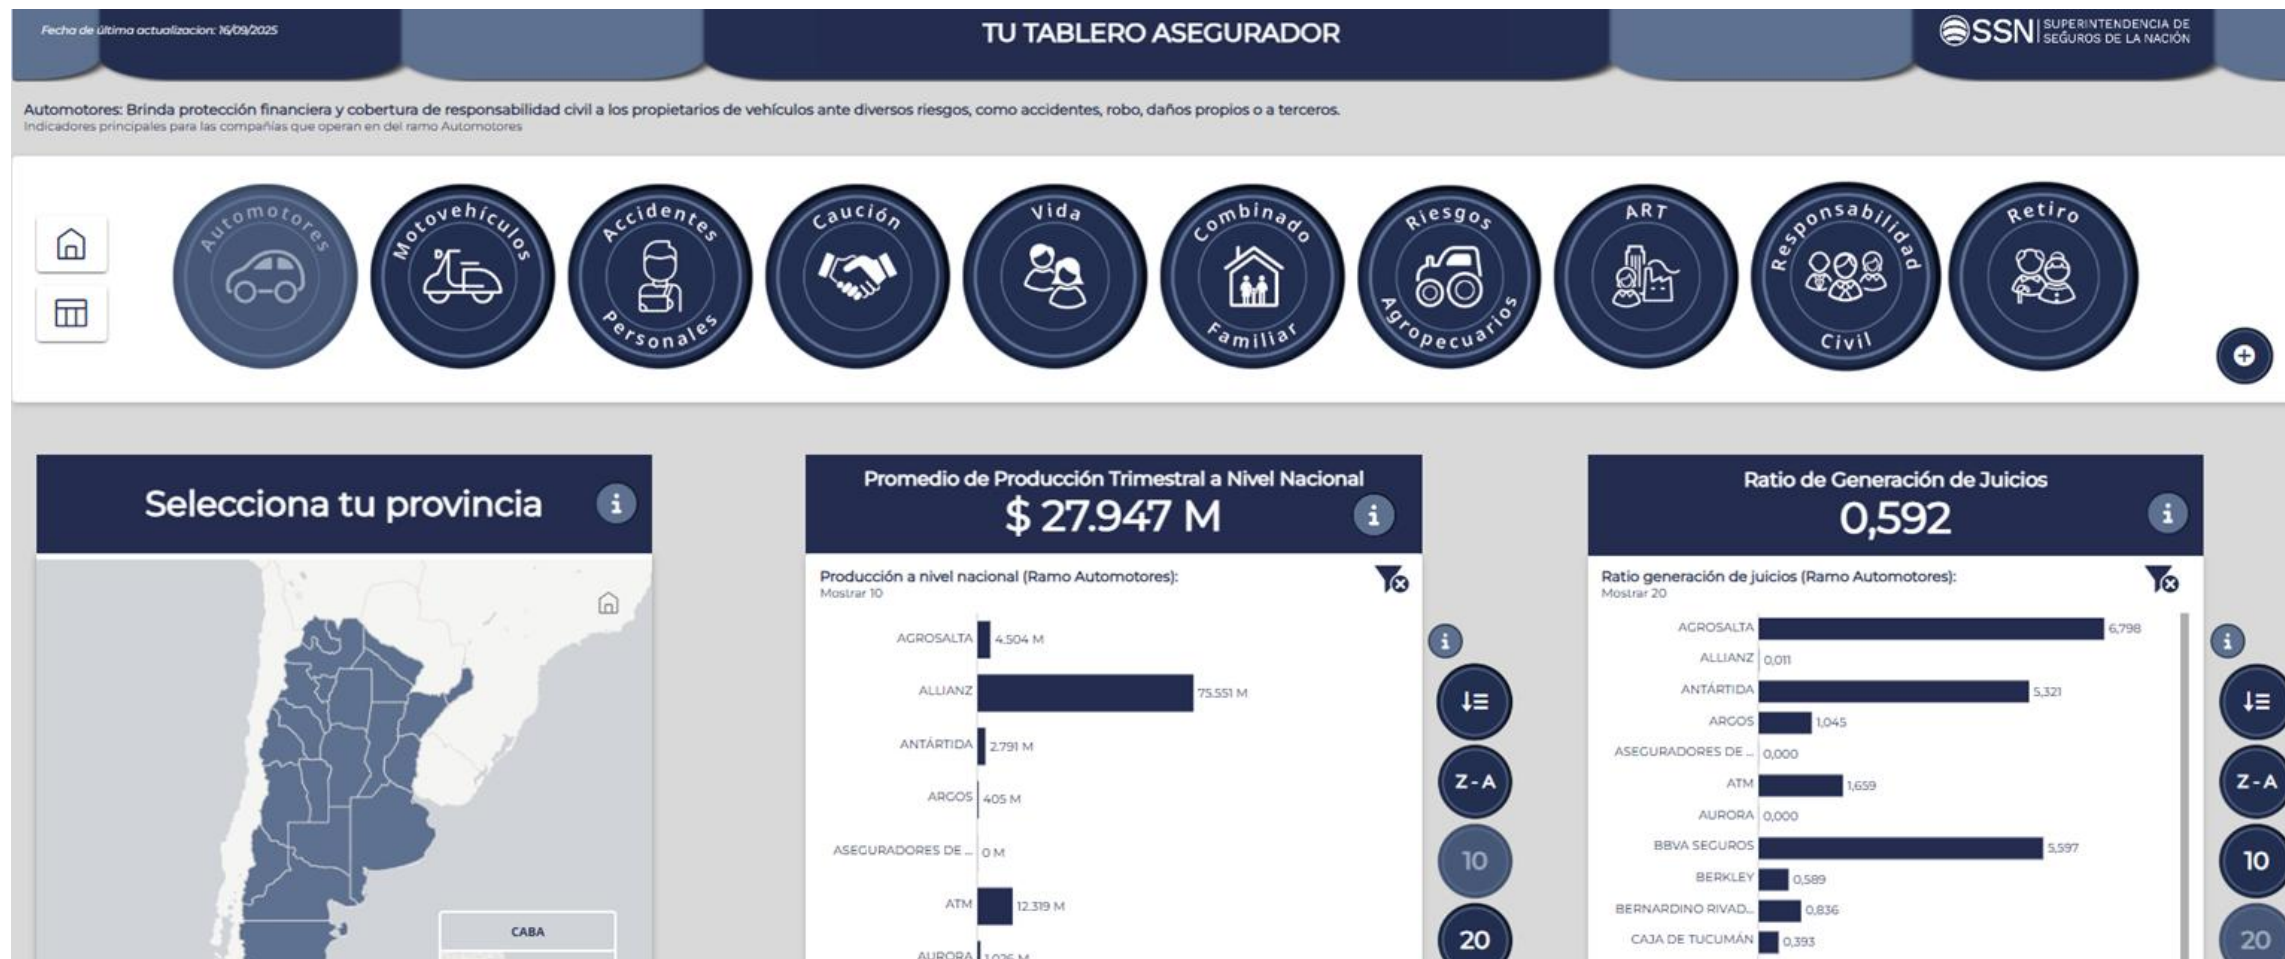 Fecha de última actualizacion: 16/09/2025
TU TABLERO ASEGURADOR
SSN
SUPERINTENDENCIA DE
SEGUROS DE LA NACIÓN
Automotores: Brinda protección financiera y cobertura de responsabilidad civil a los propietarios de vehículos ante diversos riesgos, como accidentes, robo, daños propios o a terceros.
Indicadores principales para las compañías que operan en del ramo Automotores
Automotores
Motovehículos
Accidentes
Personales
Caución
Vida
Combinado
Familiar
Riesgos
Agropecuarios
ART
Responsabilidad
Civil
Retiro
Selecciona tu provincia
i
CABA
Promedio de Producción Trimestral a Nivel Nacional
$ 27.947 M
i
Producción a nivel nacional (Ramo Automotores):
Mostrar 10
AGROSALTA 4.504 M
ALLIANZ 75.551 M
ANTÁRTIDA 2.791 M
ARGOS 405 M
ASEGURADORES DE ... 0 M
ATM 12.319 M
AURORA 1.026 M
i
Z - A
10
20
Ratio de Generación de Juicios
0,592
i
Ratio generación de juicios (Ramo Automotores):
Mostrar 20
AGROSALTA 6,798
ALLIANZ 0,011
ANTÁRTIDA 5,321
ARGOS 1,045
ASEGURADORES DE ... 0,000
ATM 1,659
AURORA 0,000
BBVA SEGUROS 5,597
BERKLEY 0,589
BERNARDINO RIVAD... 0,836
CAJA DE TUCUMÁN 0,393
i
Z - A
10
20